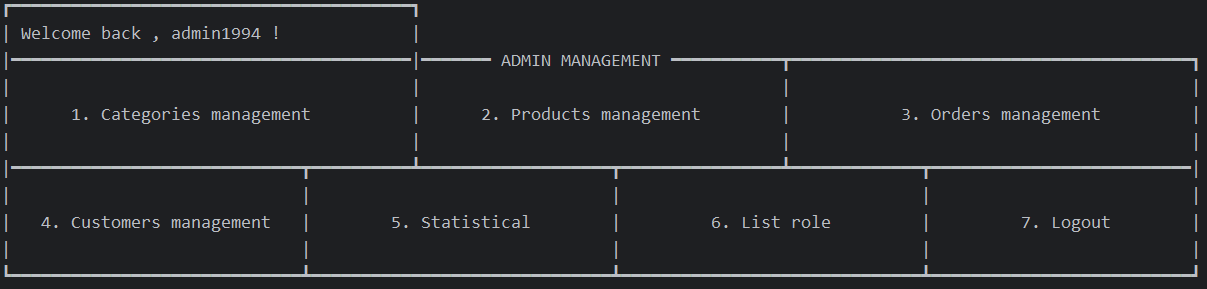 Welcome back , admin1994 !
ADMIN MANAGEMENT
1. Categories management 2. Products management 3. Orders management
4. Customers management 5. Statistical 6. List role 7. Logout